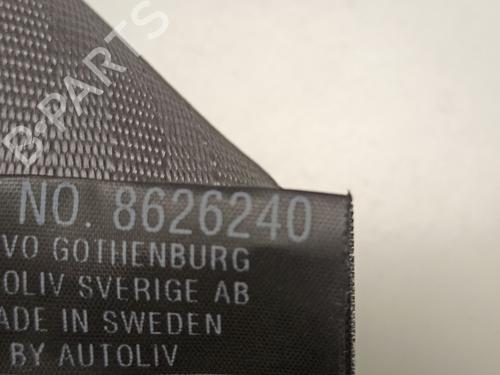 B-PARTS
NO. 8626240
VO GOTHENBURG
OLIV SVERIGE AB
ADE IN SWEDEN
BY AUTOLIV